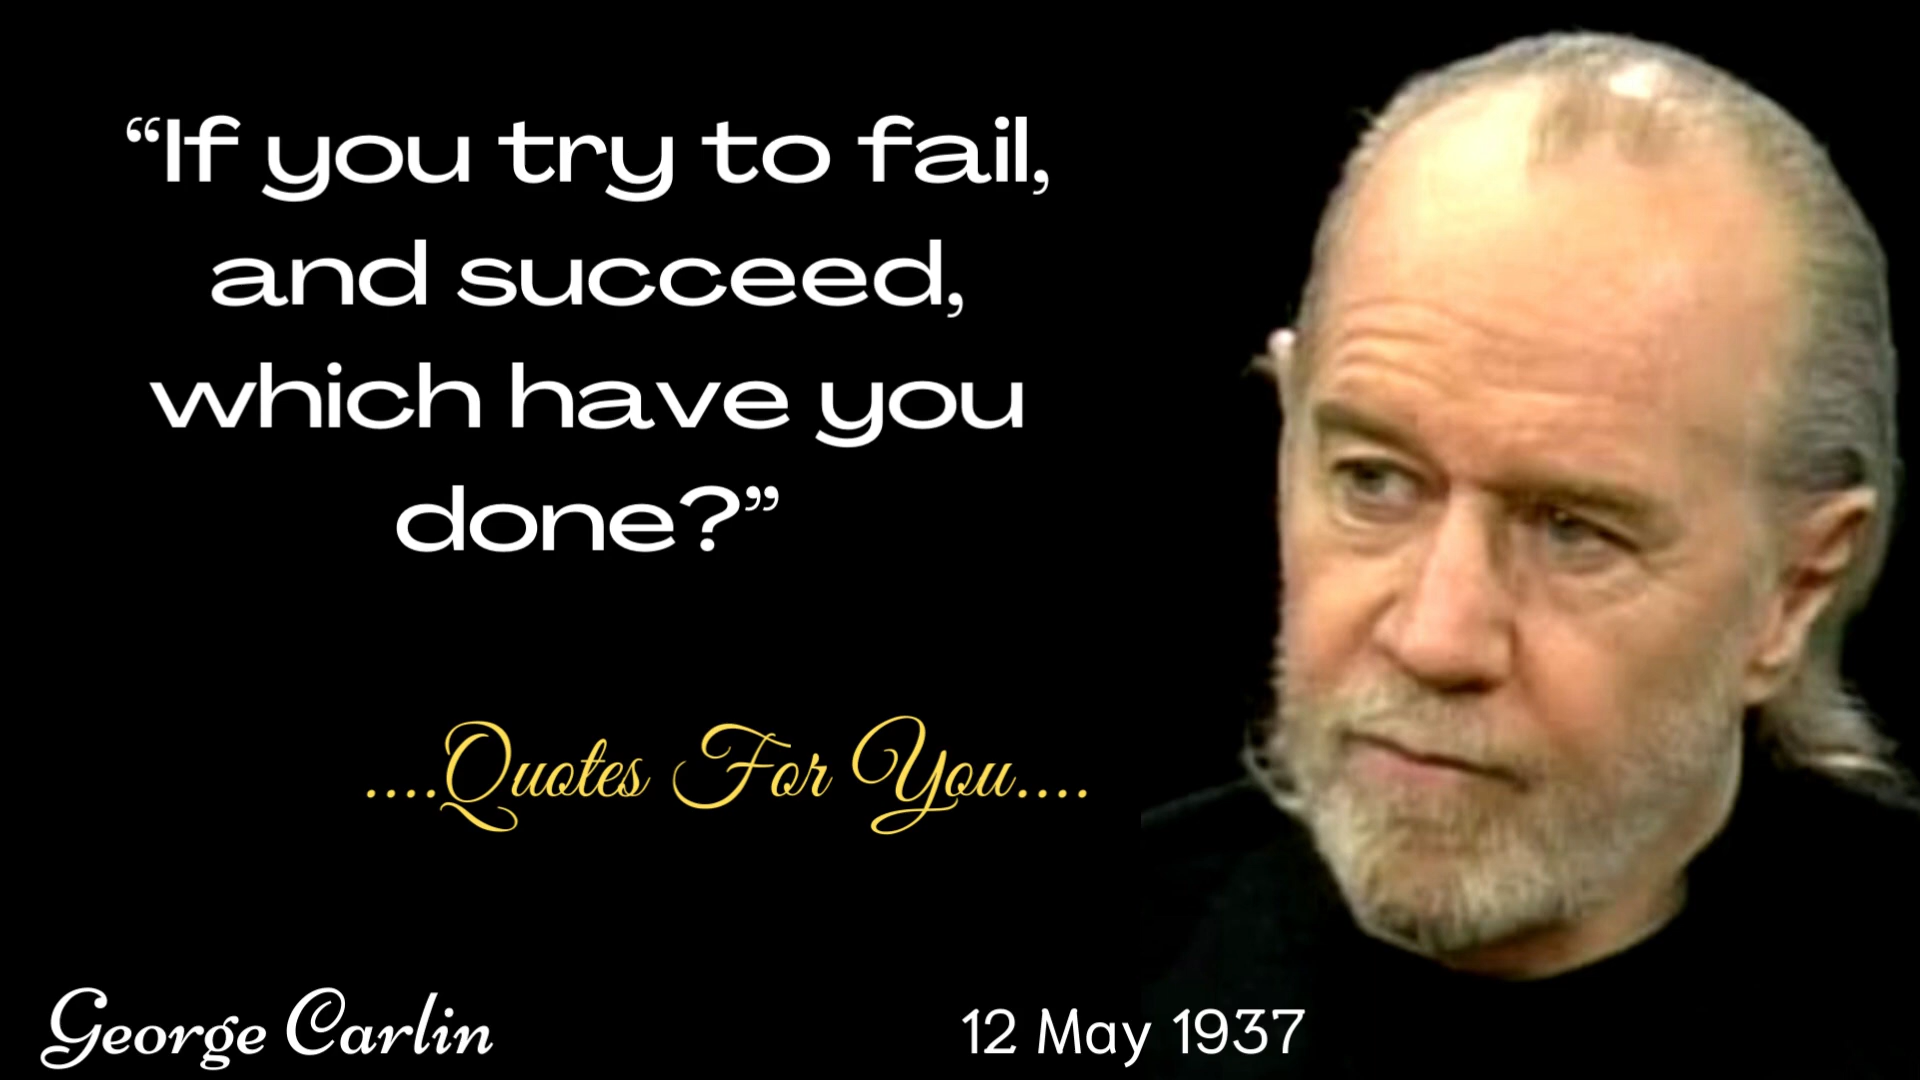 “If you try to fail,
and succeed,
which have you
done?”
....Quotes For You....
George Carlin
12 May 1937